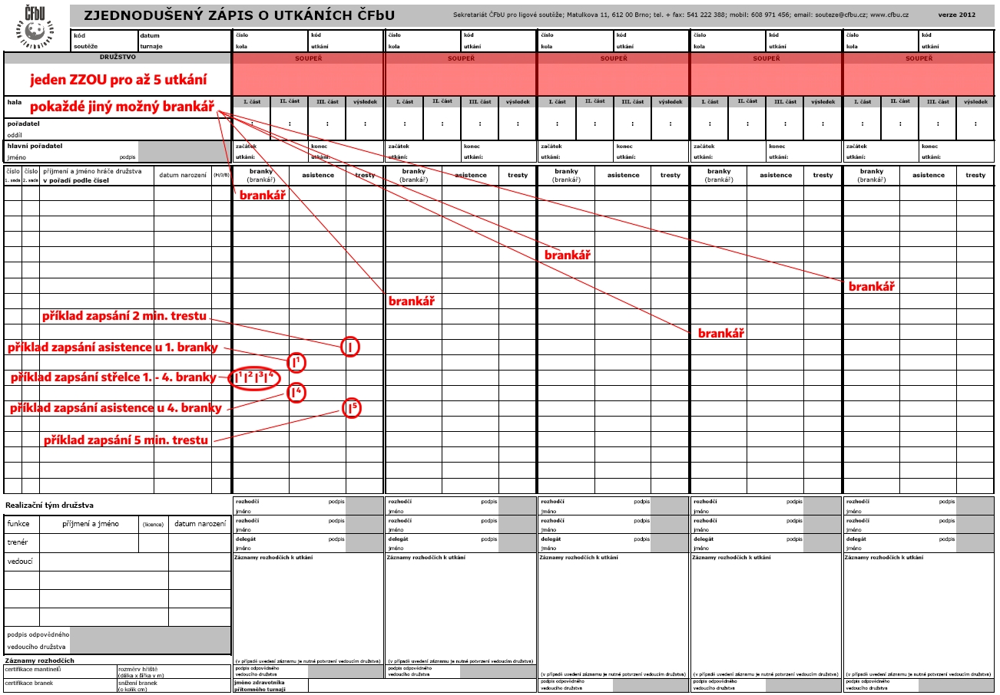 ČFbU
ZJEDNODUŠENÝ ZÁPIS O UTKÁNÍCH ČFbU
Sekretariát ČFbU pro ligové soutěže; Matulkova 11, 612 00 Brno; tel. + fax: 541 222 388; mobil: 608 971 456; email: souteze@cfbu.cz; www.cfbu.cz
verze 2012
kód soutěže datum turnaje
číslo kola kód utkání číslo kola kód utkání číslo kola kód utkání číslo kola kód utkání číslo kola kód utkání
DRUŽSTVO SOUPEŘ SOUPEŘ SOUPEŘ SOUPEŘ SOUPEŘ
jeden ZZOU pro až 5 utkání
hala pokaždé jiný možný brankář
I. část II. část III. část výsledek I. část II. část III. část výsledek I. část II. část III. část výsledek I. část II. část III. část výsledek I. část II. část III. část výsledek
: : : : : : : : : : : : : : : : : : : :
pořadatel
oddíl
hlavní pořadatel
jméno podpis
začátek utkání: konec utkání: začátek utkání: konec utkání: začátek utkání: konec utkání: začátek utkání: konec utkání: začátek utkání: konec utkání:
číslo 1. sada číslo 2. sada příjmení a jméno hráče družstva v pořadí podle čísel datum narození (H/J/B)
branky (brankář) asistence tresty branky (brankář) asistence tresty branky (brankář) asistence tresty branky (brankář) asistence tresty branky (brankář) asistence tresty
brankář
brankář
brankář
brankář
brankář
příklad zapsání 2 min. trestu I
příklad zapsání asistence u 1. branky I¹
příklad zapsání střelce 1. - 4. branky I¹ I² I³ I⁴
příklad zapsání asistence u 4. branky I⁴
příklad zapsání 5 min. trestu I⁵
Realizační tým družstva
funkce příjmení a jméno (licence) datum narození
trenér
vedoucí
podpis odpovědného
vedoucího družstva
rozhodčí podpis rozhodčí podpis rozhodčí podpis rozhodčí podpis rozhodčí podpis
jméno jméno jméno jméno jméno
rozhodčí podpis rozhodčí podpis rozhodčí podpis rozhodčí podpis rozhodčí podpis
jméno jméno jméno jméno jméno
delegát podpis delegát podpis delegát podpis delegát podpis delegát podpis
jméno jméno jméno jméno jméno
Záznamy rozhodčích k utkání Záznamy rozhodčích k utkání Záznamy rozhodčích k utkání Záznamy rozhodčích k utkání Záznamy rozhodčích k utkání
(v případě uvedení záznamu je nutné potvrzení vedoucím družstva) (v případě uvedení záznamu je nutné potvrzení vedoucím družstva) (v případě uvedení záznamu je nutné potvrzení vedoucím družstva) (v případě uvedení záznamu je nutné potvrzení vedoucím družstva) (v případě uvedení záznamu je nutné potvrzení vedoucím družstva)
podpis odpovědného vedoucího družstva podpis odpovědného vedoucího družstva podpis odpovědného vedoucího družstva podpis odpovědného vedoucího družstva podpis odpovědného vedoucího družstva
Záznamy rozhodčích
certifikace mantinelů rozměry hřiště (délka x šířka v m)
certifikace branek snížení branek (o kolik cm)
jméno zdravotníka přítomného turnaji